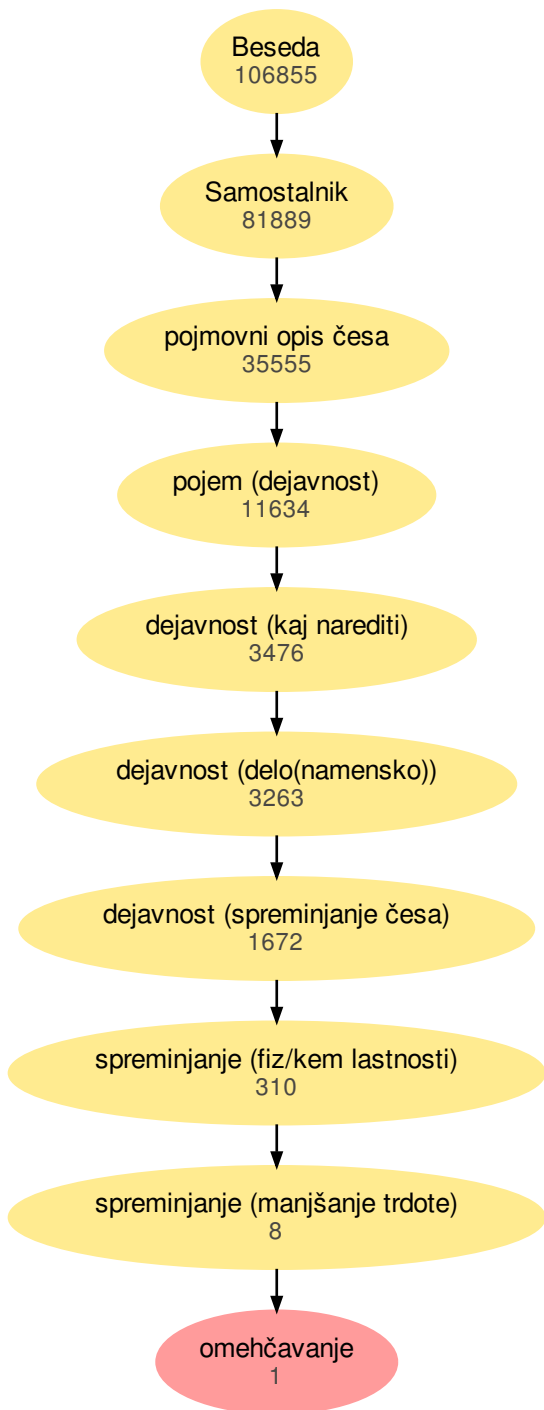 Beseda
106855
Samostalnik
81889
pojmovni opis česa
35555
pojem (dejavnost)
11634
dejavnost (kaj narediti)
3476
dejavnost (delo(namensko))
3263
dejavnost (spreminjanje česa)
1672
spreminjanje (fiz/kem lastnosti)
310
spreminjanje (manjšanje trdote)
8
omehčavanje
1